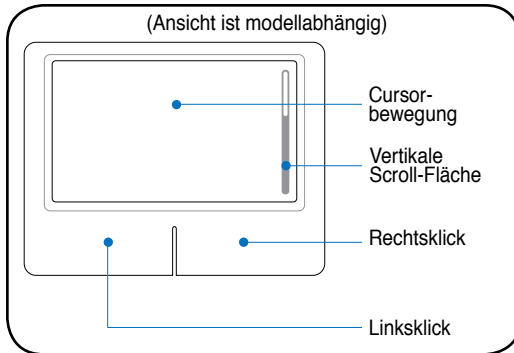 (Ansicht ist modellabhängig)
Cursor-
bewegung
Vertikale
Scroll-Fläche
Rechtsklick
Linksklick